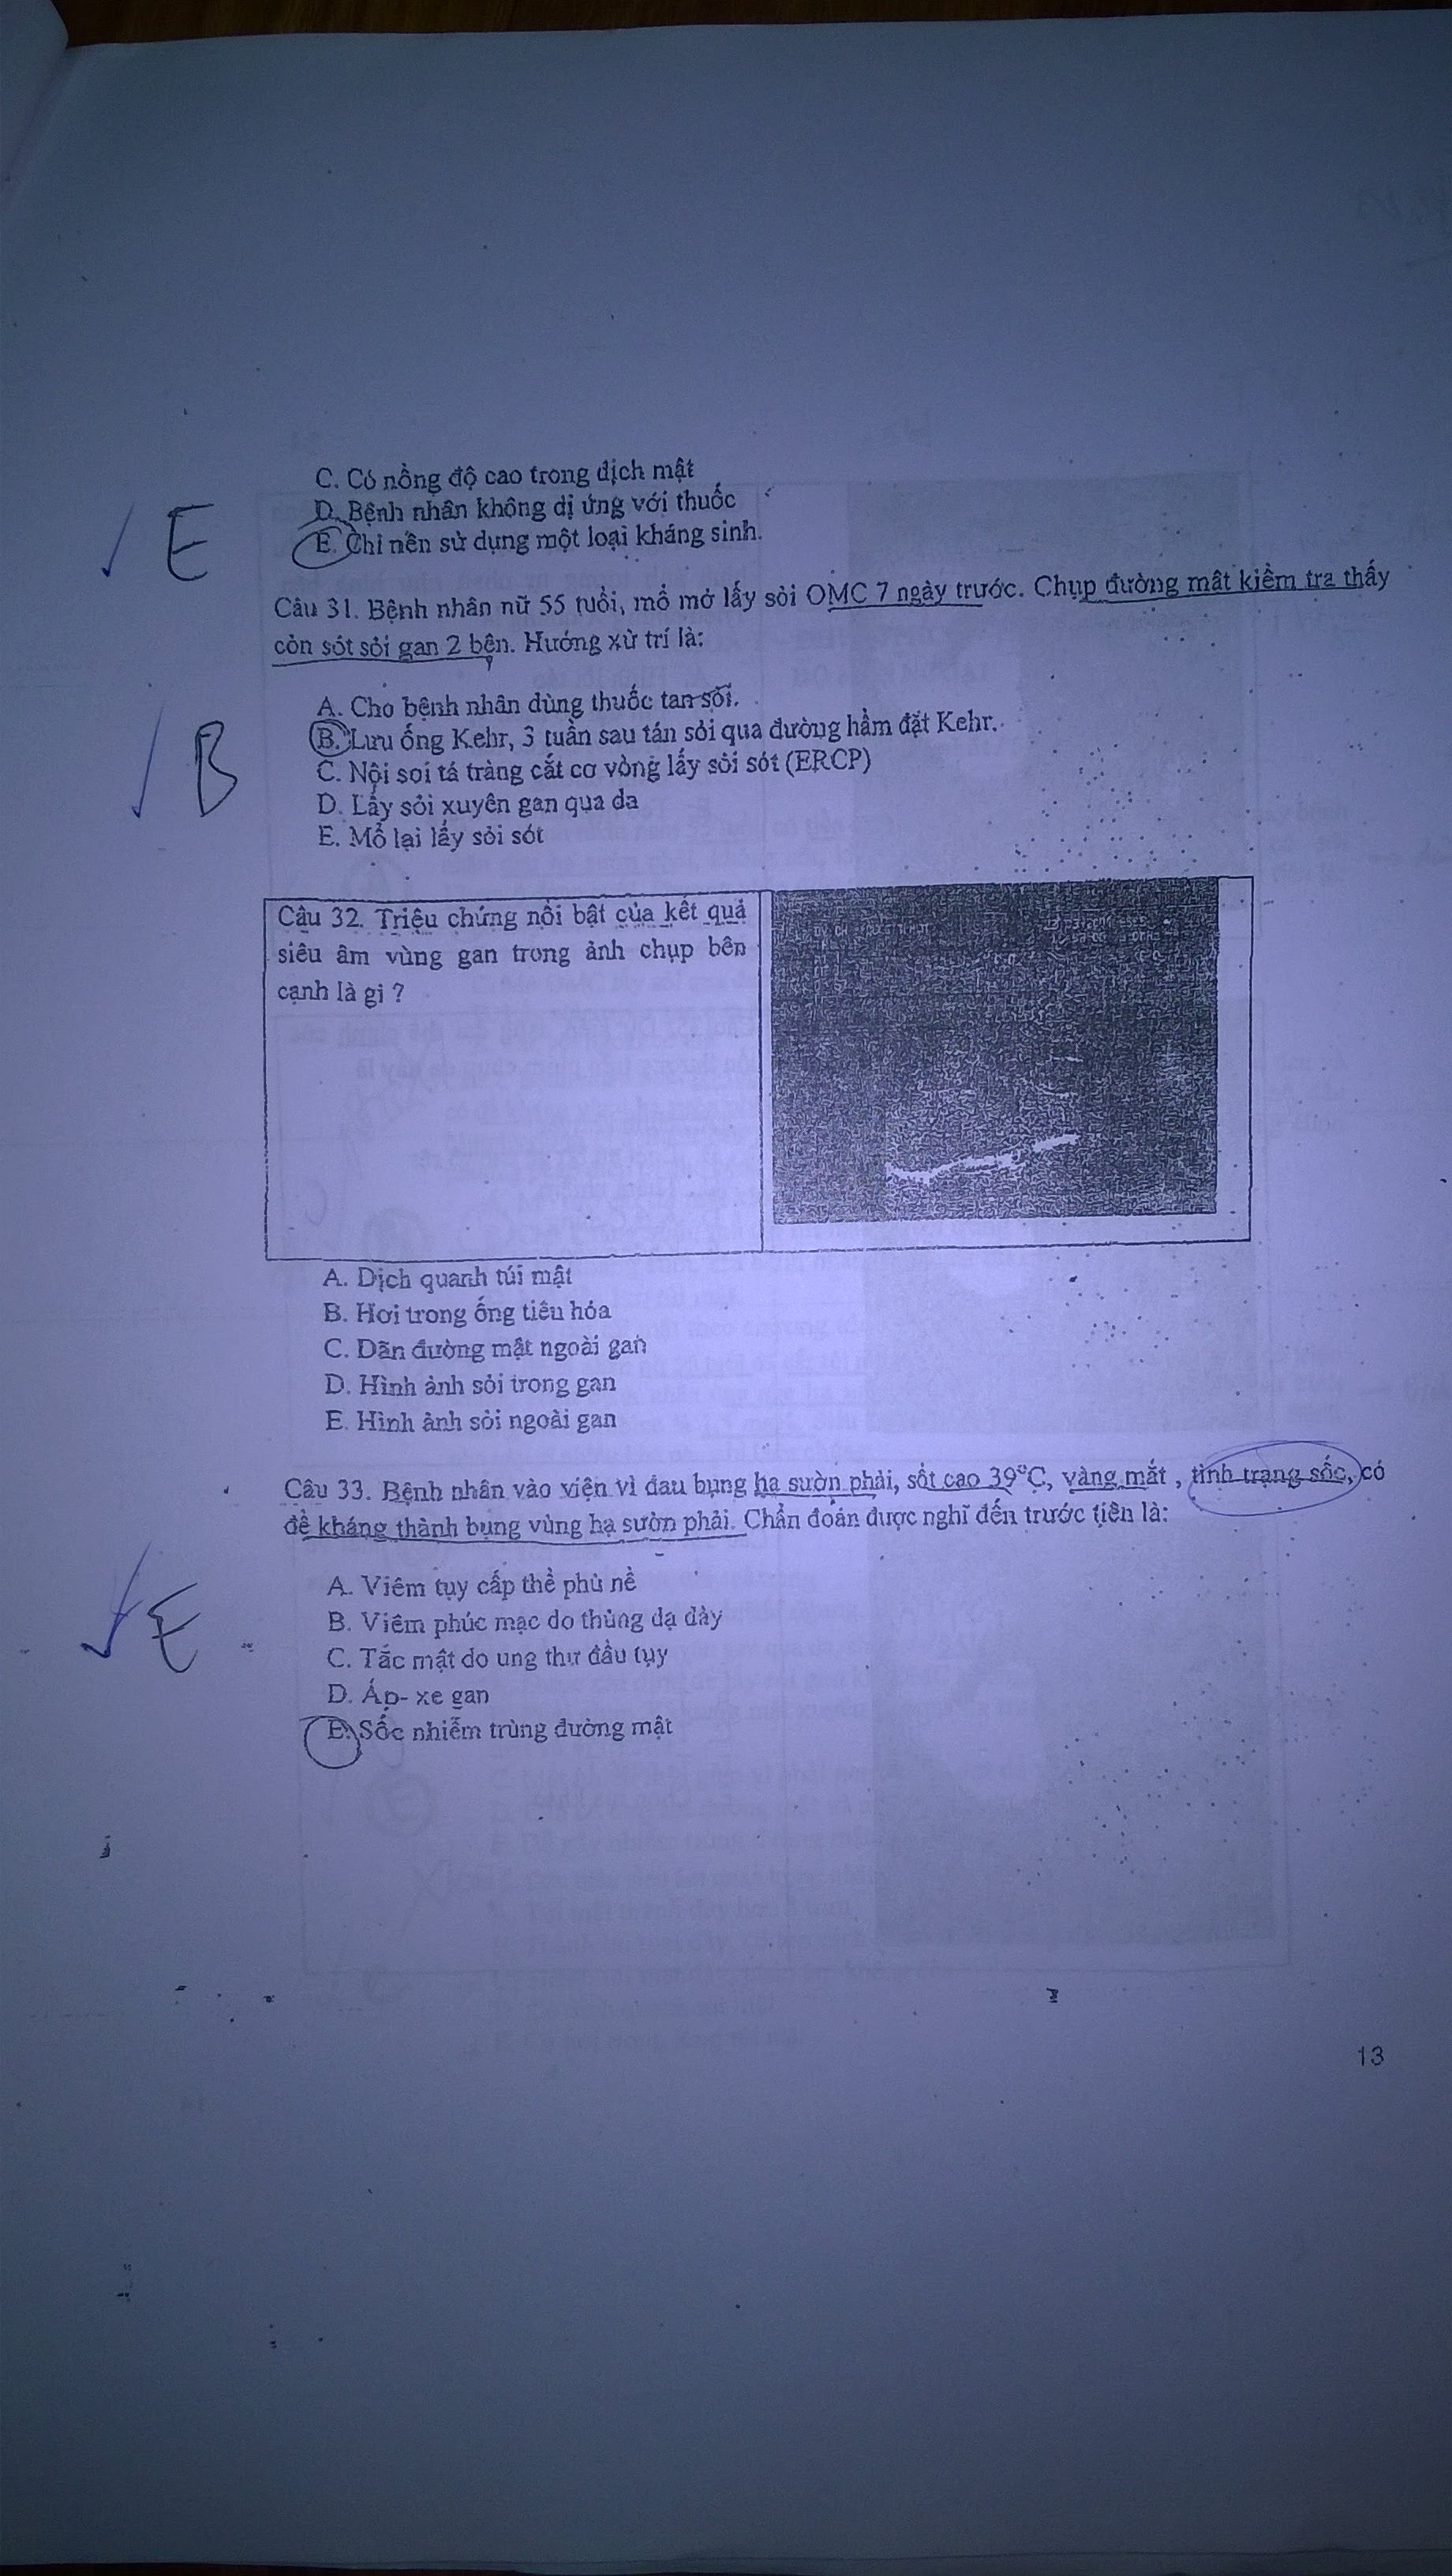 C. Có nồng độ cao trong dịch mật
D. Bệnh nhân không dị ứng với thuốc
E. Chỉ nên sử dụng một loại kháng sinh.
E
Câu 31. Bệnh nhân nữ 55 tuổi, mổ mở lấy sỏi OMC 7 ngày trước. Chụp đường mật kiểm tra thấy
còn sót sỏi gan 2 bên. Hướng xử trí là:
A. Cho bệnh nhân dùng thuốc tan sỏi.
B. Lưu ống Kehr, 3 tuần sau tán sỏi qua đường hầm đặt Kehr.
B
C. Nội soi tá tràng cắt cơ vòng lấy sỏi sót (ERCP)
D. Lấy sỏi xuyên gan qua da
E. Mổ lại lấy sỏi sót
Câu 32. Triệu chứng nổi bật của kết quả
siêu âm vùng gan trong ảnh chụp bên
cạnh là gì ?
A. Dịch quanh túi mật
B. Hơi trong ống tiêu hóa
C. Dãn đường mật ngoài gan
D. Hình ảnh sỏi trong gan
E. Hình ảnh sỏi ngoài gan
Câu 33. Bệnh nhân vào viện vì đau bụng hạ sườn phải, sốt cao 39°C, vàng mắt , tình trạng sốc, có
đề kháng thành bụng vùng hạ sườn phải. Chẩn đoán được nghĩ đến trước tiên là:
A. Viêm tụy cấp thể phù nề
B. Viêm phúc mạc do thủng dạ dày
E
C. Tắc mật do ung thư đầu tụy
D. Áp- xe gan
E. Sốc nhiễm trùng đường mật
13